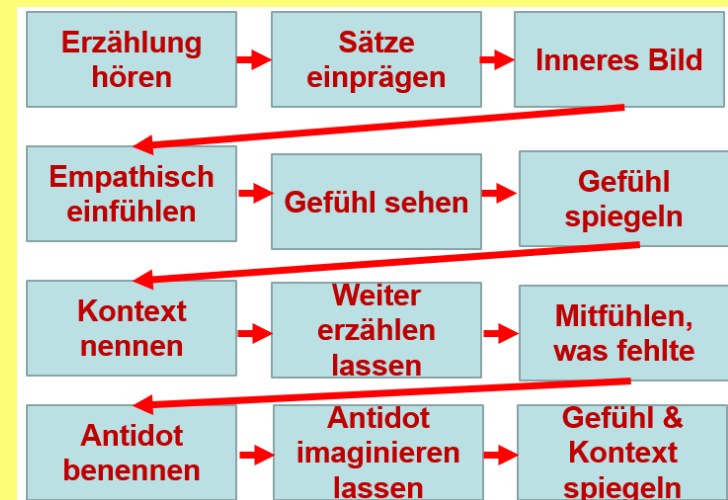 Erzählung
hören
Sätze
einprägen
Inneres Bild
Empathisch
einfühlen
Gefühl sehen
Gefühl
spiegeln
Kontext
nennen
Weiter
erzählen
lassen
Mitfühlen,
was fehlte
Antidot
benennen
Antidot
imaginieren
lassen
Gefühl &
Kontext
spiegeln